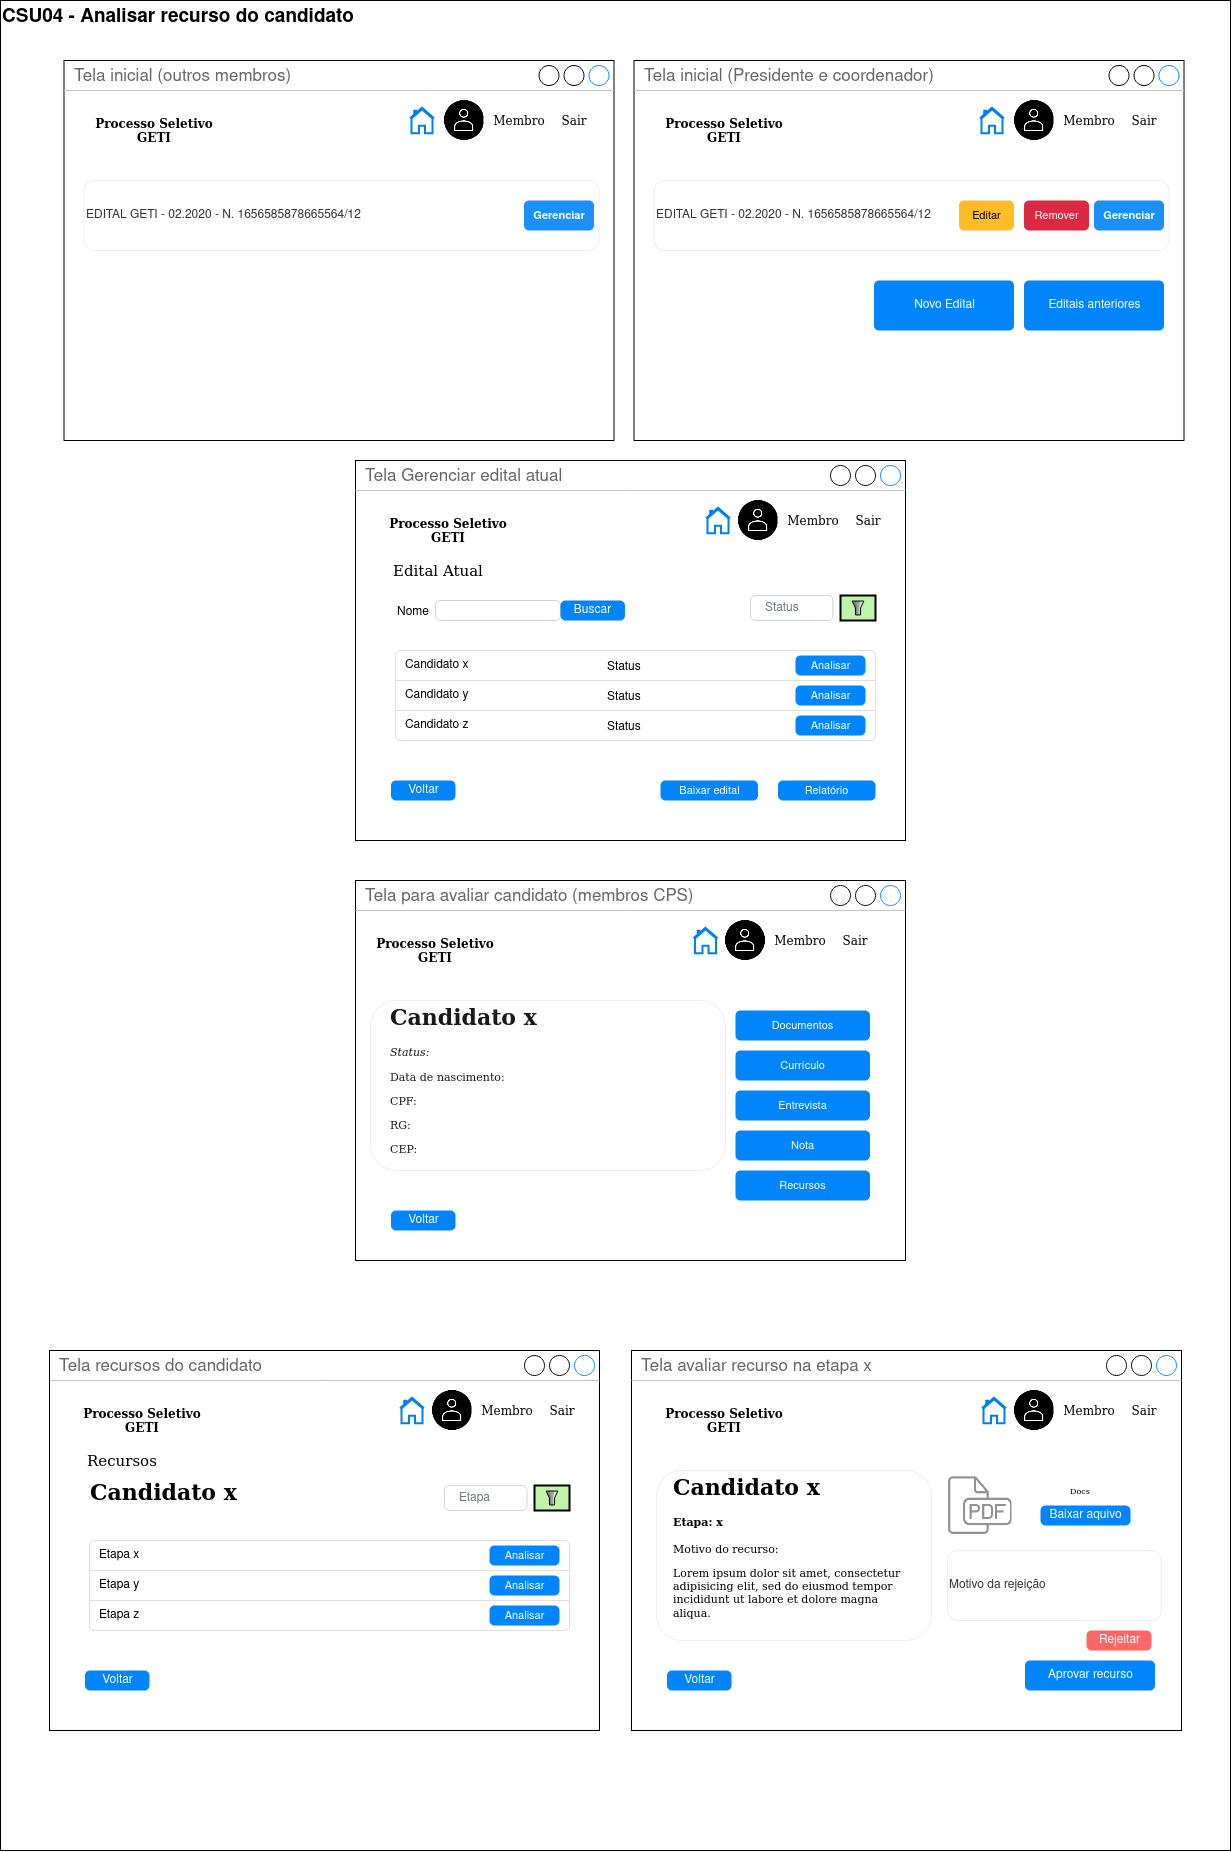 CSU04 - Analisar recurso do candidato
Tela inicial (outros membros)
Processo Seletivo
GETI
Membro
Sair
EDITAL GETI - 02.2020 - N. 1656585878665564/12
Gerenciar
Tela inicial (Presidente e coordenador)
Processo Seletivo
GETI
Membro
Sair
EDITAL GETI - 02.2020 - N. 1656585878665564/12
Editar
Remover
Gerenciar
Novo Edital
Editais anteriores
Tela Gerenciar edital atual
Processo Seletivo
GETI
Membro
Sair
Edital Atual
Nome
Buscar
Status
Candidato x
Status
Analisar
Candidato y
Status
Analisar
Candidato z
Status
Analisar
Voltar
Baixar edital
Relatório
Tela para avaliar candidato (membros CPS)
Processo Seletivo
GETI
Membro
Sair
Candidato x
Status:
Data de nascimento:
CPF:
RG:
CEP:
Documentos
Currículo
Entrevista
Nota
Recursos
Voltar
Tela recursos do candidato
Processo Seletivo
GETI
Membro
Sair
Recursos
Candidato x
Etapa
Etapa x
Analisar
Etapa y
Analisar
Etapa z
Analisar
Voltar
Tela avaliar recurso na etapa x
Processo Seletivo
GETI
Membro
Sair
Candidato x
Etapa: x
Motivo do recurso:
Lorem ipsum dolor sit amet, consectetur
adipisicing elit, sed do eiusmod tempor
incididunt ut labore et dolore magna
aliqua.
PDF
Docs
Baixar aquivo
Motivo da rejeição
Rejeitar
Aprovar recurso
Voltar